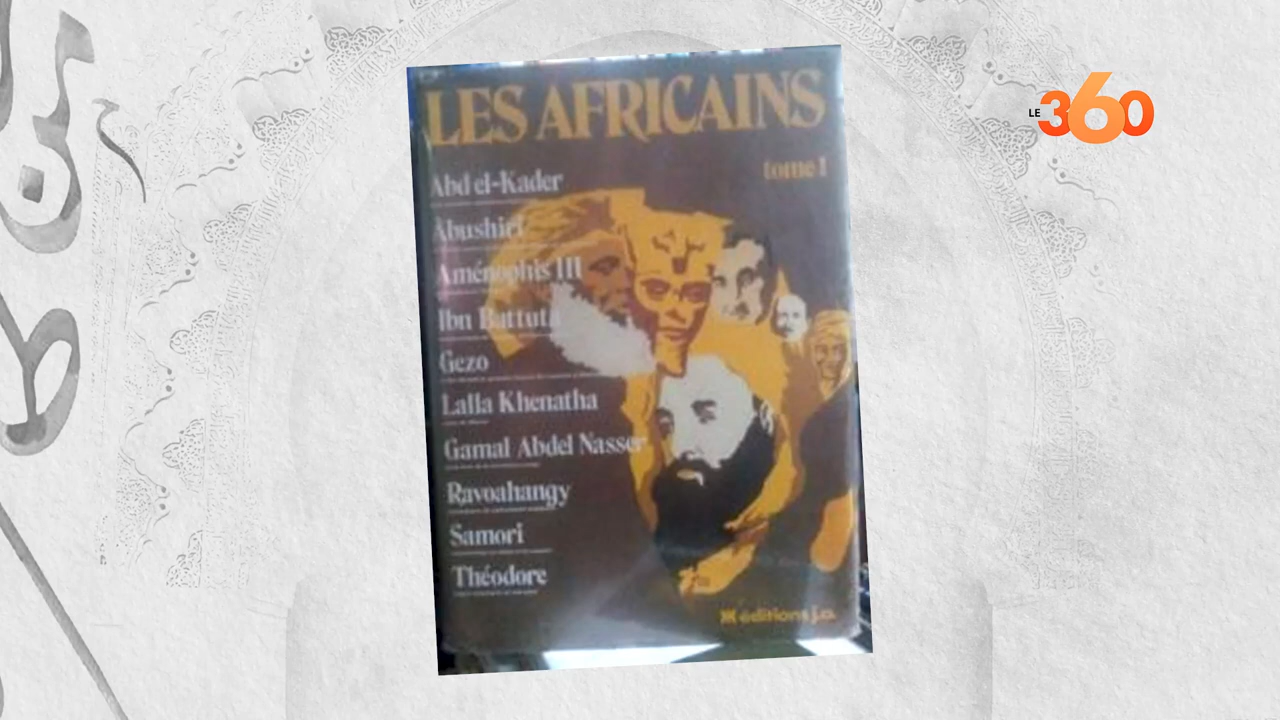 LES AFRICAINS
tome 1
Abd el-Kader
Abushiri
Aménophis III
Ibn Battuta
Gezo
Lalla Khenatha
Gamal Abdel Nasser
Ravoahangy
Samori
Théodore
éditions j.a.
LE 360